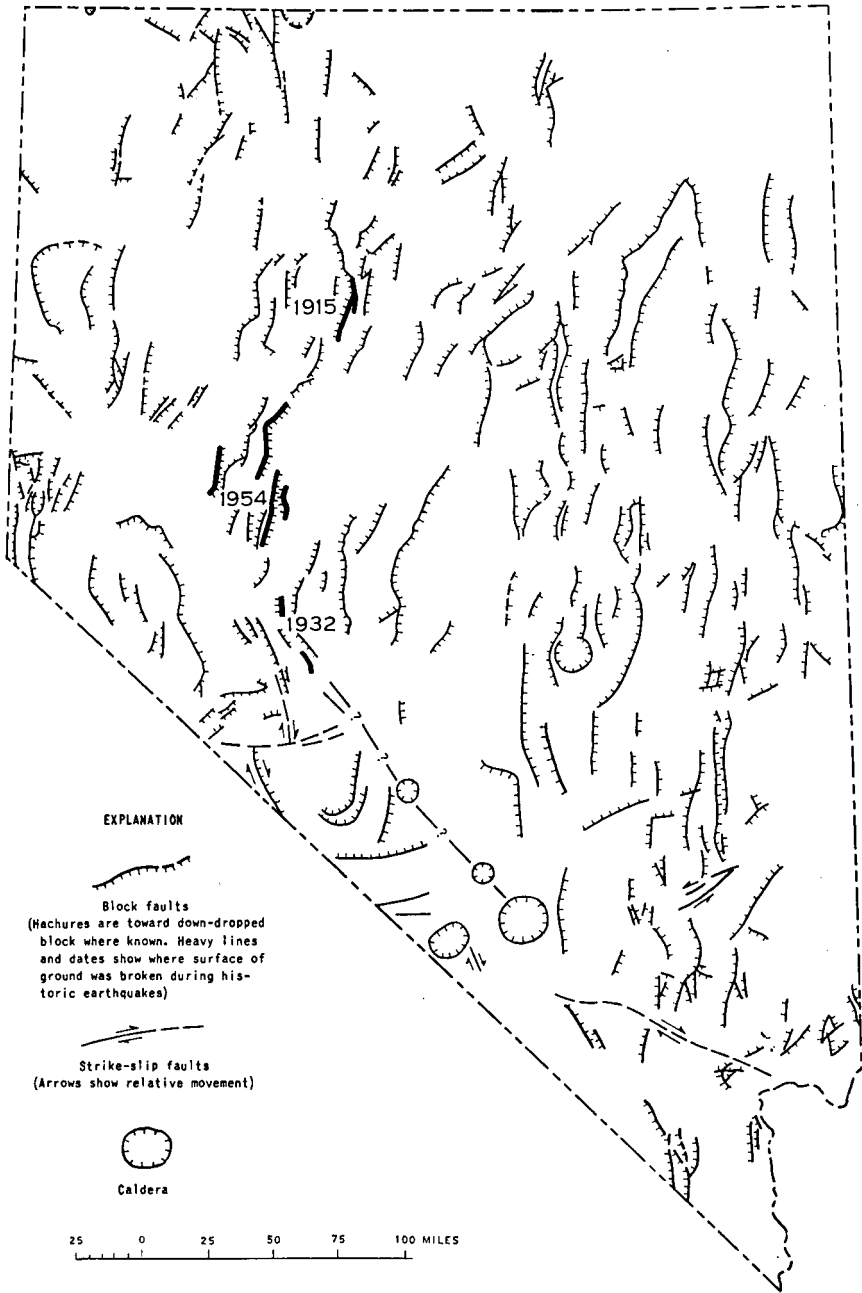 1915
1954
1932
?
?
?
EXPLANATION
Block faults
(Hachures are toward down-dropped
block where known. Heavy lines
and dates show where surface of
ground was broken during his-
toric earthquakes)
Strike-slip faults
(Arrows show relative movement)
Caldera
25 0 25 50 75 100 MILES